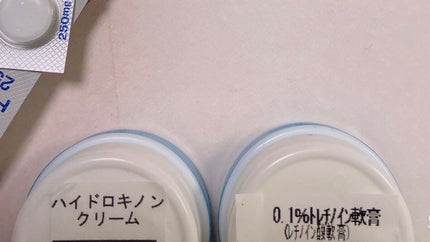 250mg
ハイドロキノン
クリーム
0.1%トレチノイン軟膏
(レチノイン酸軟膏)